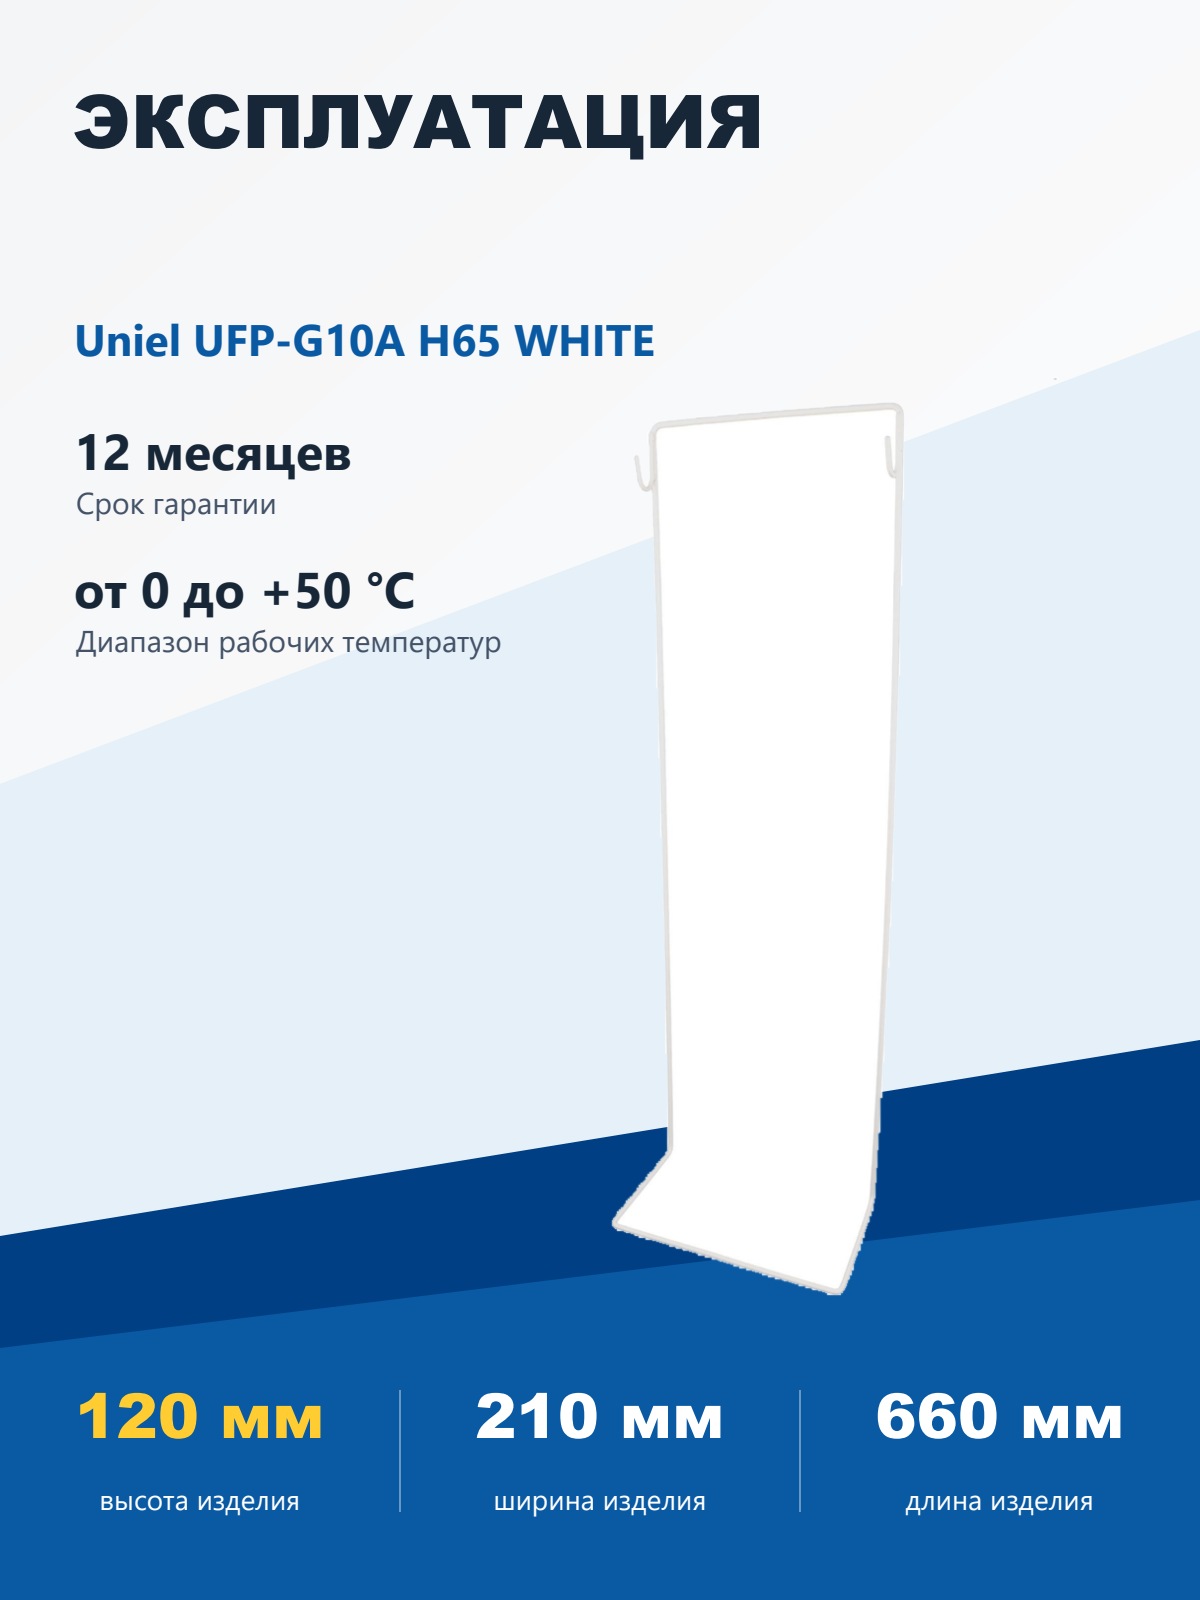 ЭКСПЛУАТАЦИЯ
Uniel UFP-G10A H65 WHITE
12 месяцев
Срок гарантии
от 0 до +50 °C
Диапазон рабочих температур
120 мм
высота изделия
210 мм
ширина изделия
660 мм
длина изделия